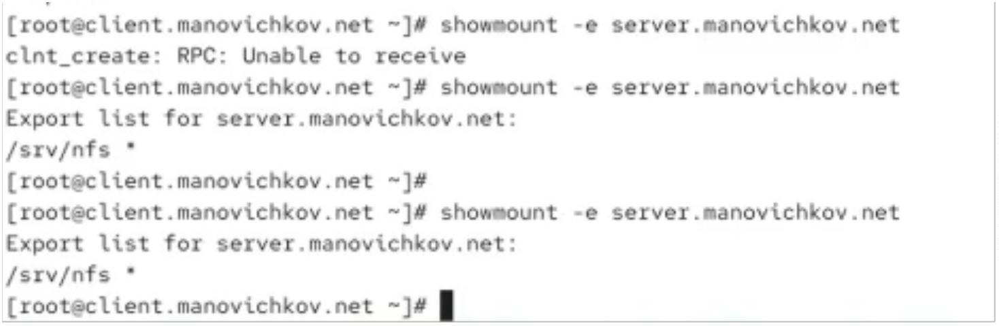 [root@client.manovichkov.net ~]# showmount -e server.manovichkov.net
clnt_create: RPC: Unable to receive
[root@client.manovichkov.net ~]# showmount -e server.manovichkov.net
Export list for server.manovichkov.net:
/srv/nfs *
[root@client.manovichkov.net ~]#
[root@client.manovichkov.net ~]# showmount -e server.manovichkov.net
Export list for server.manovichkov.net:
/srv/nfs *
[root@client.manovichkov.net ~]#